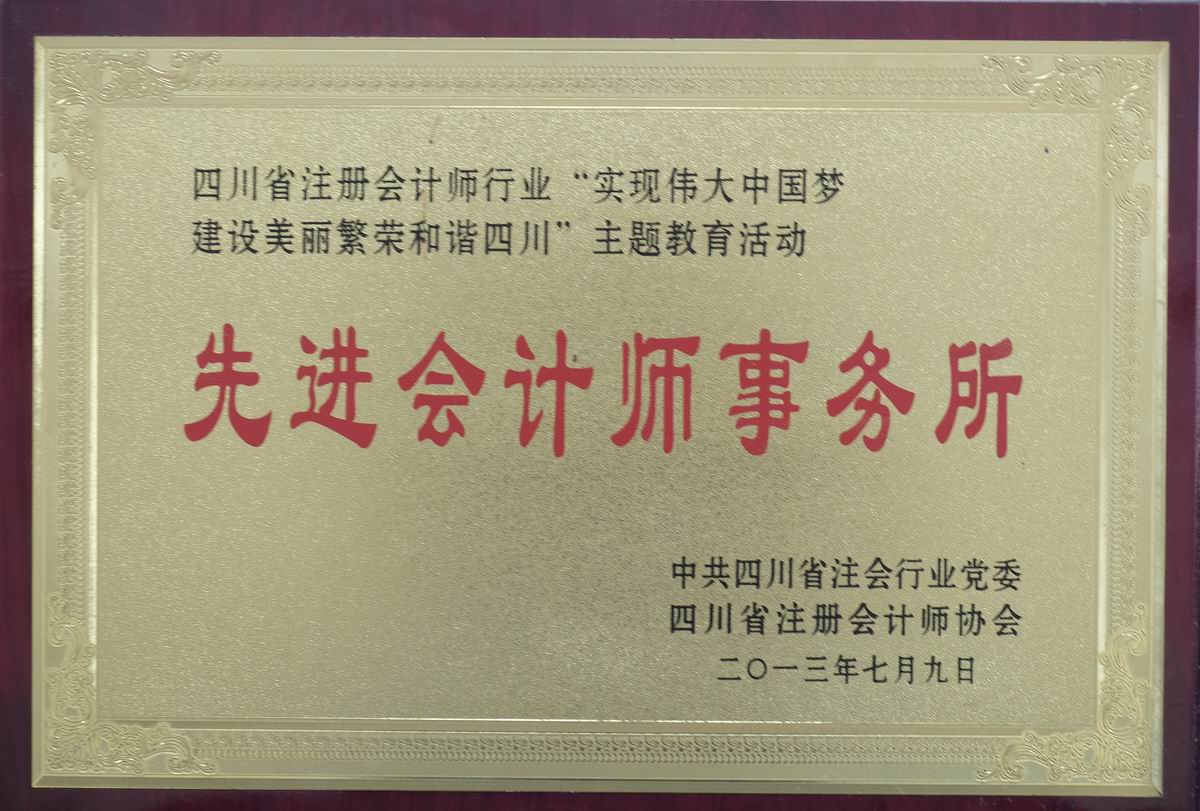 四川省注册会计师行业“实现伟大中国梦
建设美丽繁荣和谐四川”主题教育活动
先进会计师事务所
中共四川省注会行业党委
四川省注册会计师协会
二〇一三年七月九日